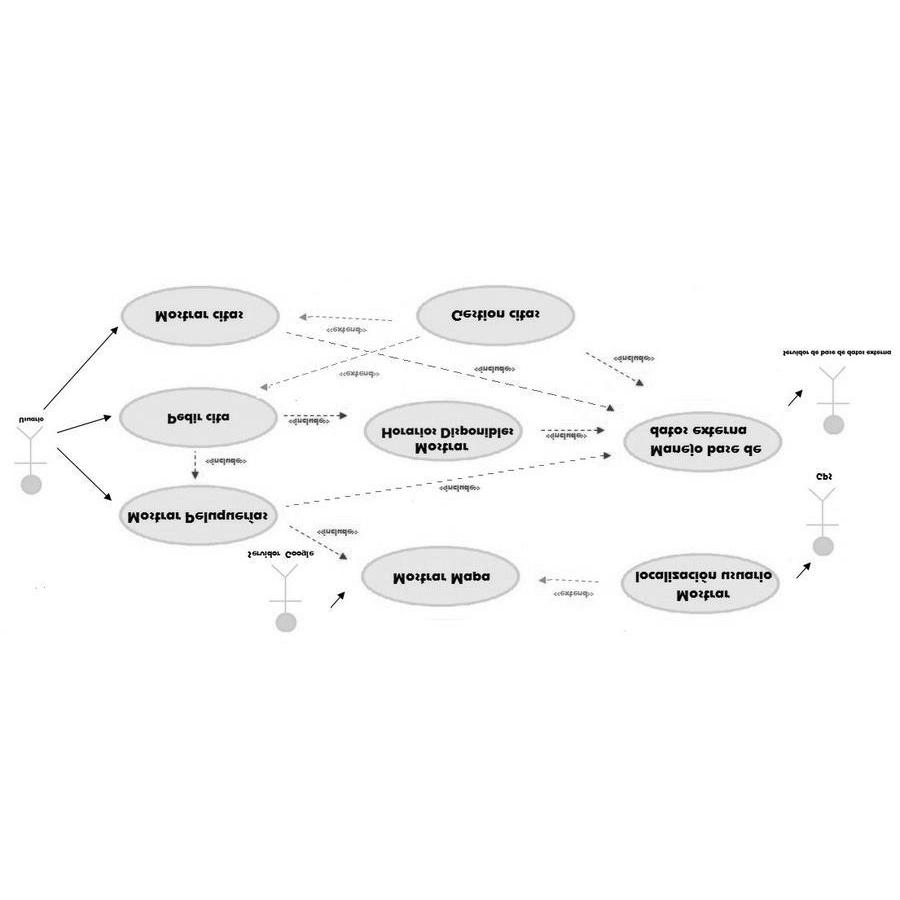 Servidor Google
Mostrar Mapa
<<extend>>
Mostrar
localización usuario
GPS
Mostrar Peluquerías
<<include>>
<<include>>
<<include>>
Pedir cita
<<include>>
Mostrar
Horarios Disponibles
<<include>>
Manejo base de
datos externa
Usuario
<<extend>>
<<include>>
<<include>>
Servidor de base de datos externa
Mostrar citas
<<extend>>
Gestion citas